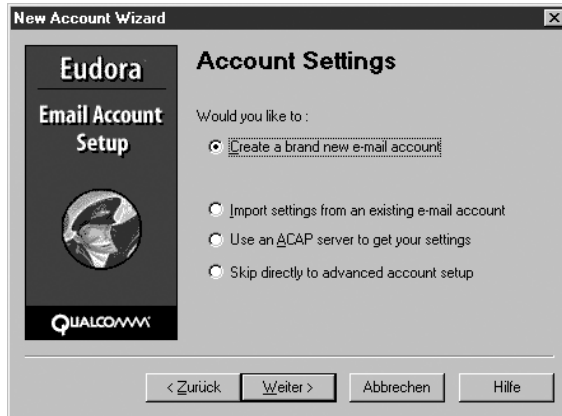 New Account Wizard
Eudora
Email Account
Setup
QUALCOMM
Account Settings
Would you like to :
Create a brand new e-mail account
Import settings from an existing e-mail account
Use an ACAP server to get your settings
Skip directly to advanced account setup
< Zurück
Weiter >
Abbrechen
Hilfe